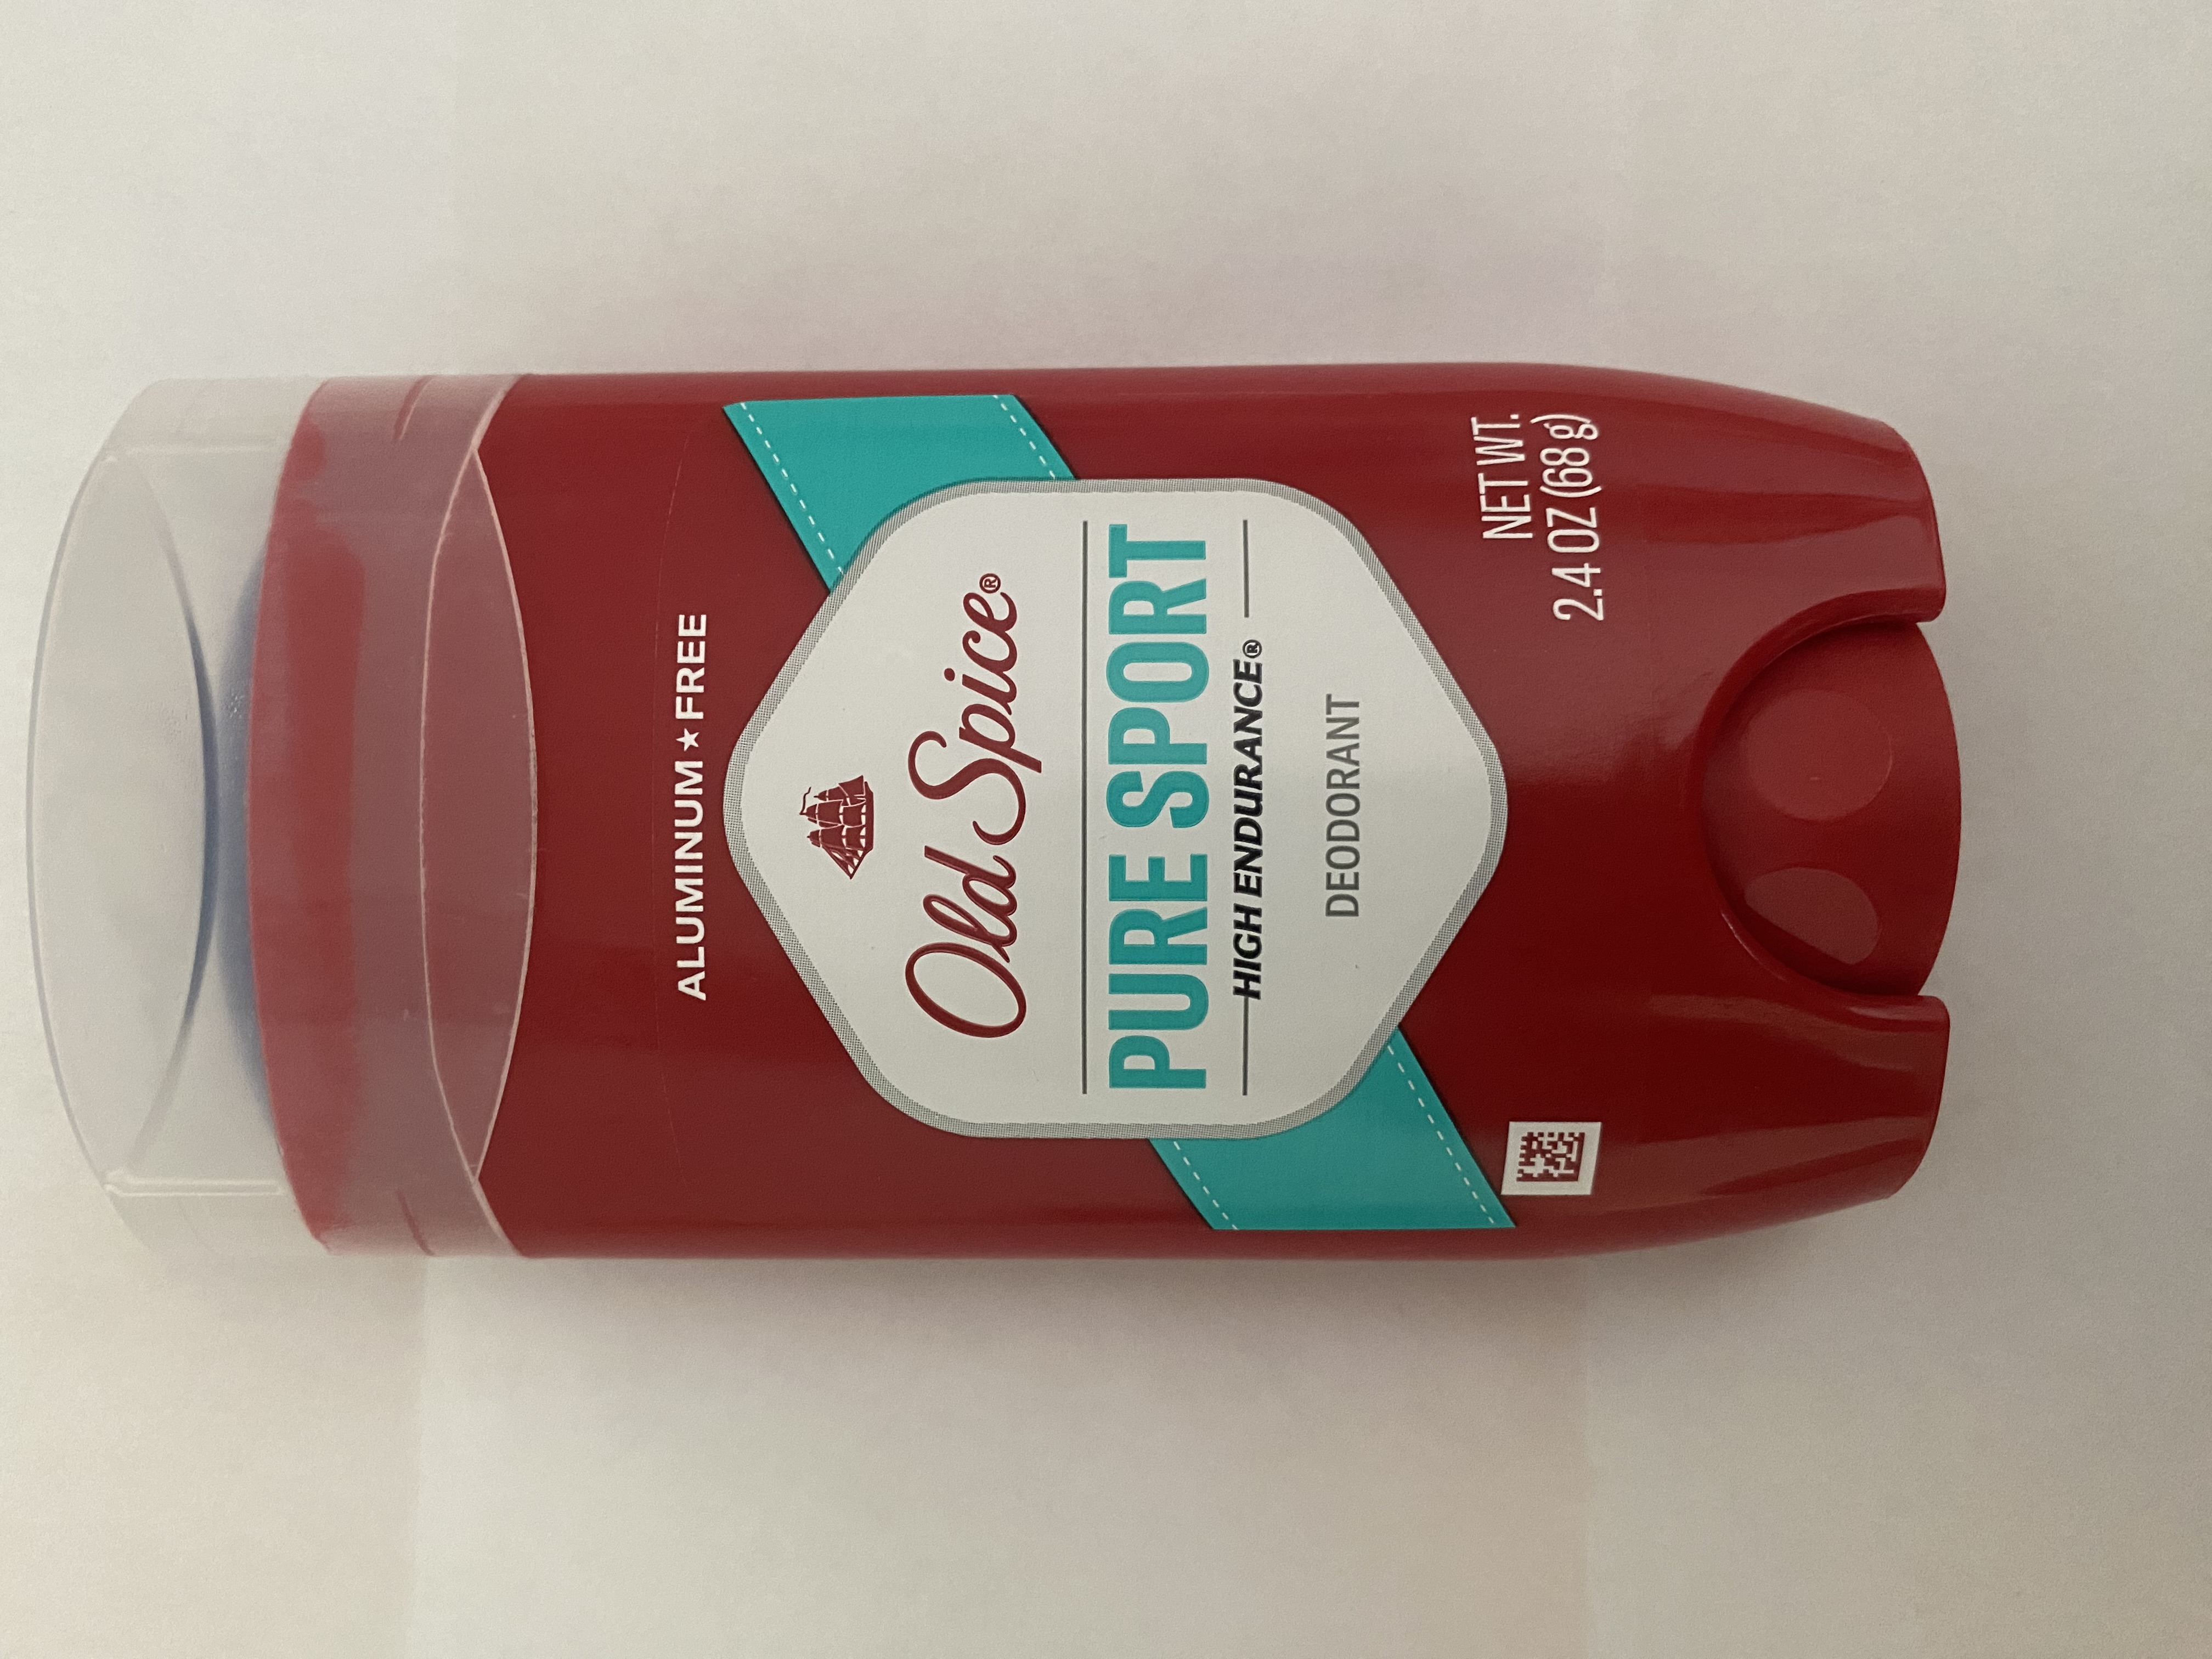 ALUMINUM★FREE
Old Spice®
PURE SPORT
HIGH ENDURANCE®
DEODORANT
NET WT.
2.4 OZ (68 g)